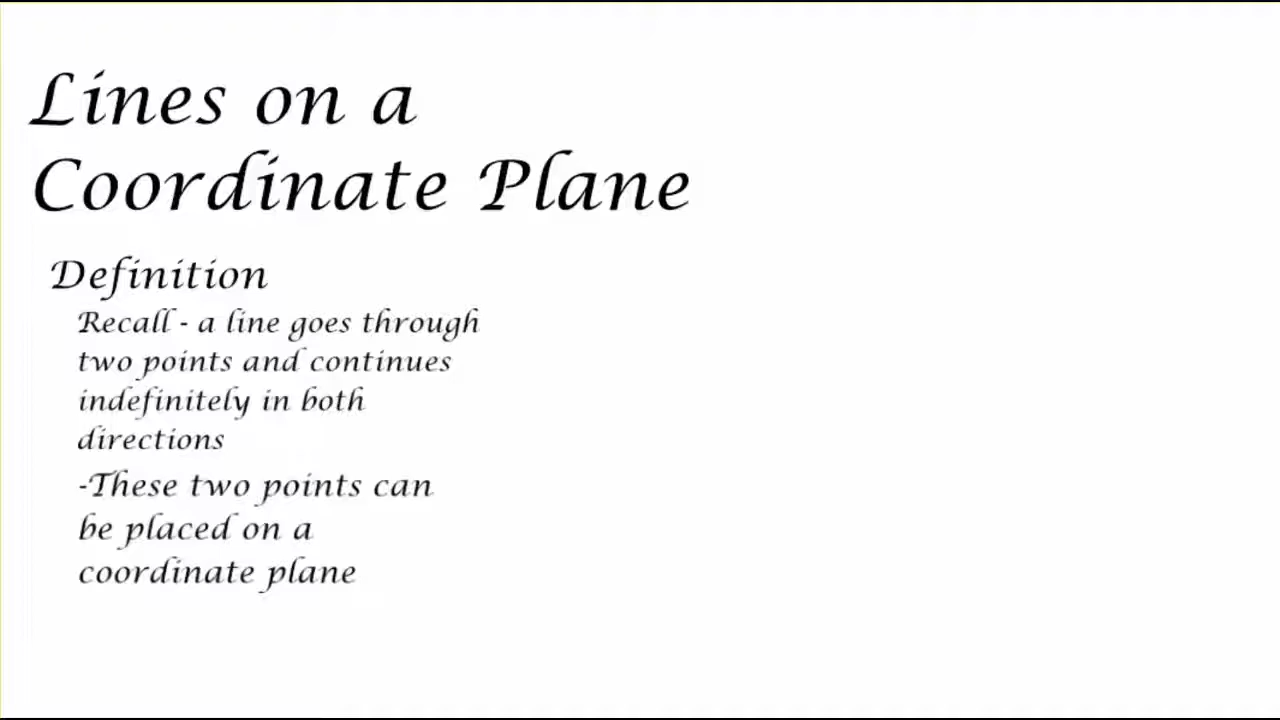 Lines on a
Coordinate Plane
Definition
Recall - a line goes through
two points and continues
indefinitely in both
directions
-These two points can
be placed on a
coordinate plane